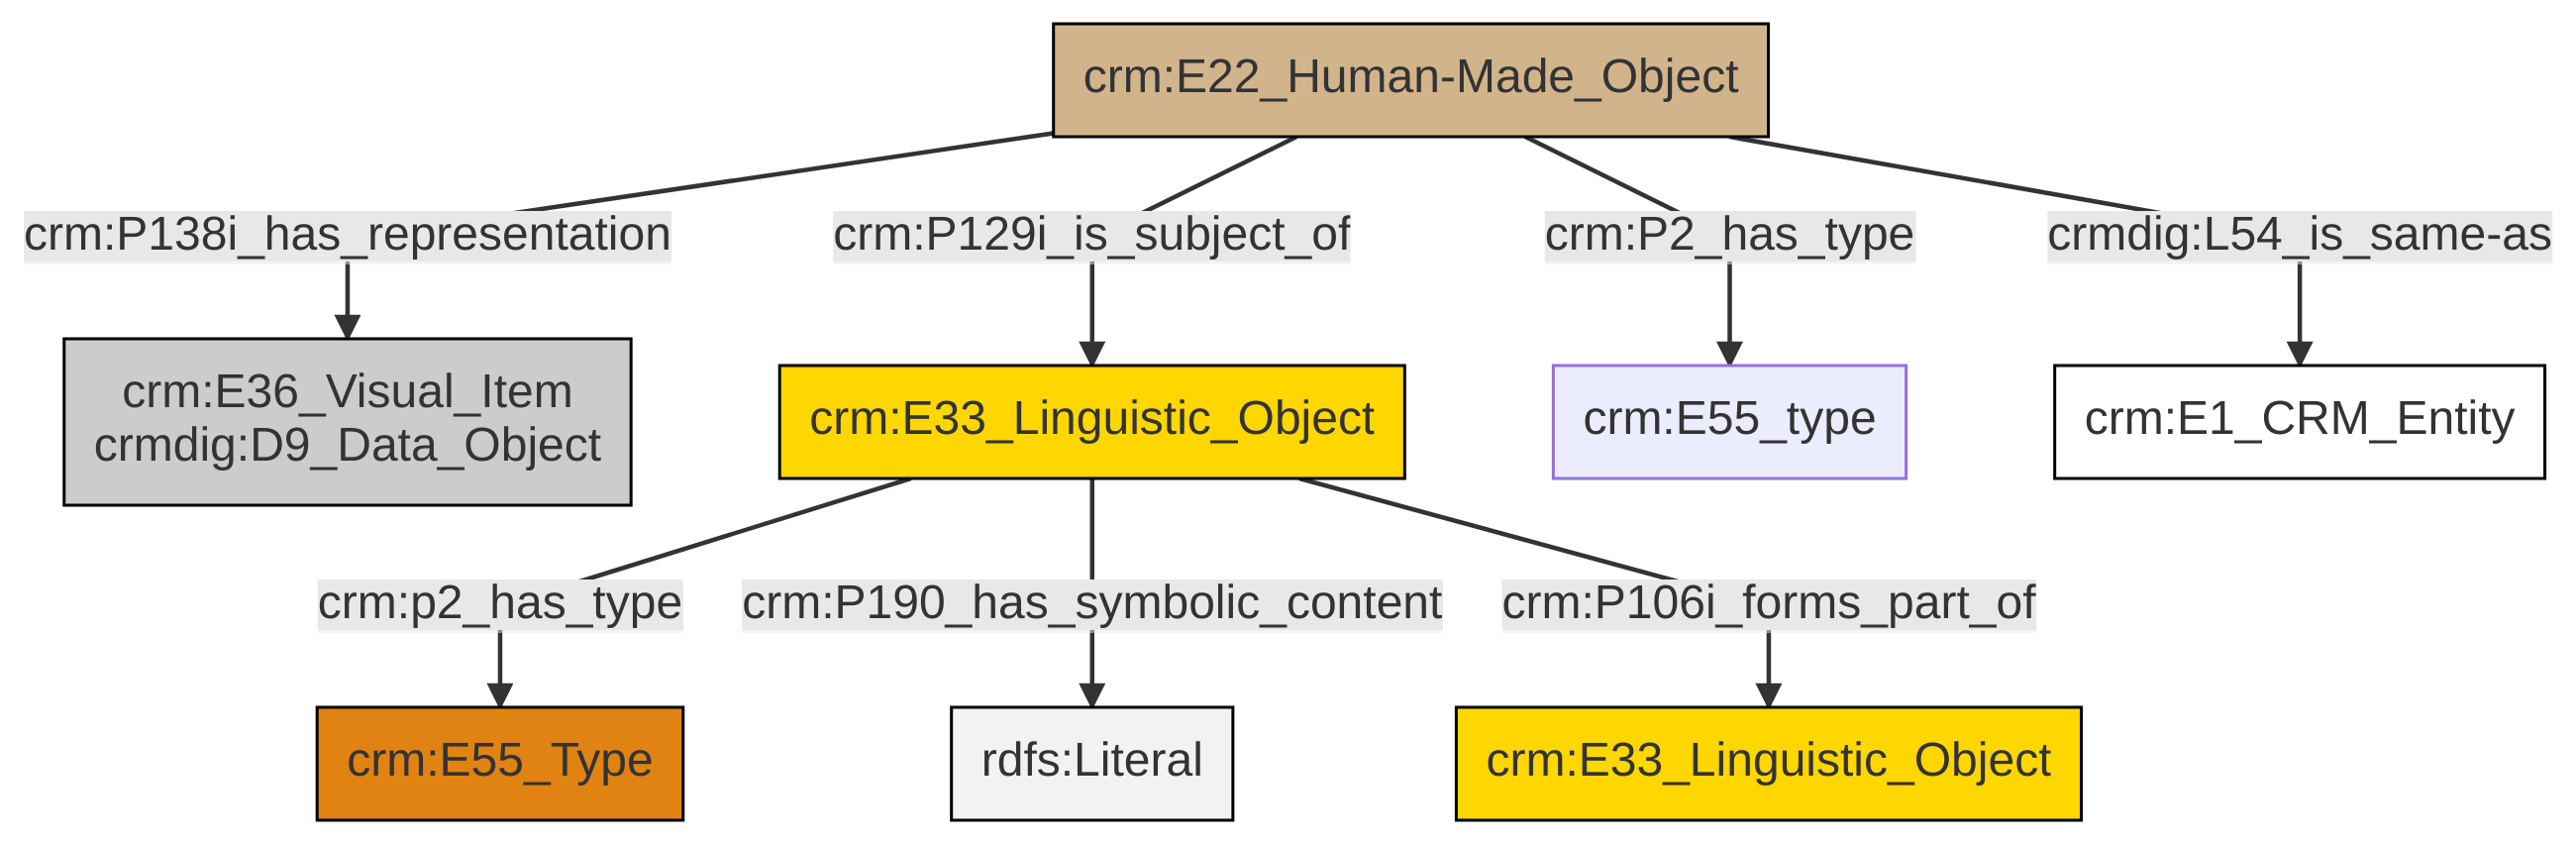 crm:E22_Human-Made_Object
crm:P138i_has_representation
crm:P129i_is_subject_of
crm:P2_has_type
crmdig:L54_is_same-as
crm:E36_Visual_Item
crmdig:D9_Data_Object
crm:E33_Linguistic_Object
crm:E55_type
crm:E1_CRM_Entity
crm:p2_has_type
crm:P190_has_symbolic_content
crm:P106i_forms_part_of
crm:E55_Type
rdfs:Literal
crm:E33_Linguistic_Object